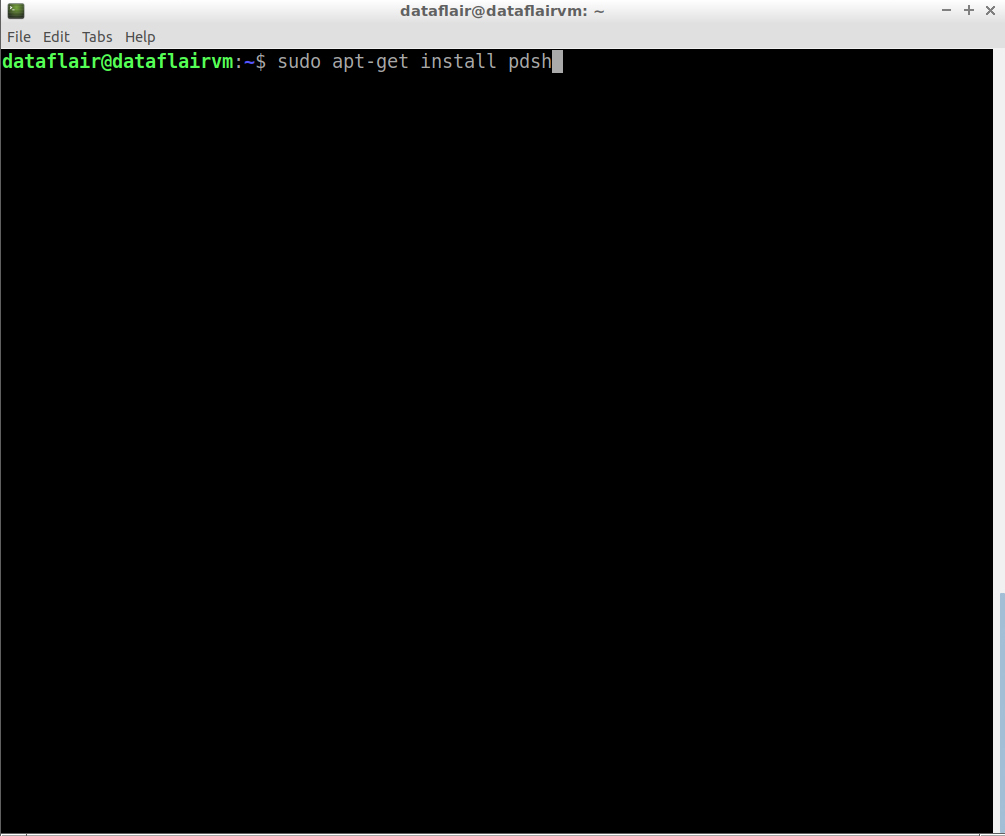 dataflair@dataflairvm: ~
File Edit Tabs Help
dataflair@dataflairvm:~$ sudo apt-get install pdsh